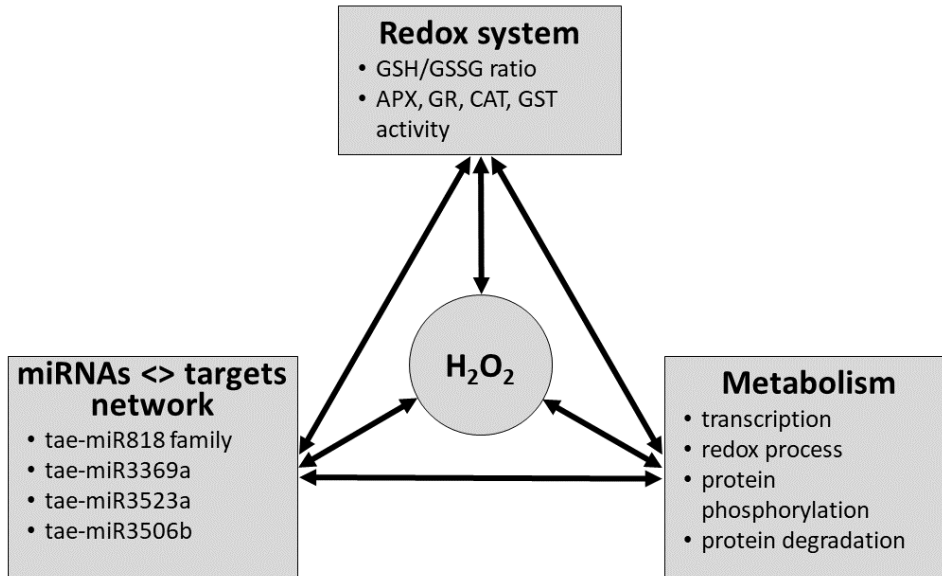 Redox system
• GSH/GSSG ratio
• APX, GR, CAT, GST
activity
H₂O₂
miRNAs <> targets
network
• tae-miR818 family
• tae-miR3369a
• tae-miR3523a
• tae-miR3506b
Metabolism
• transcription
• redox process
• protein
phosphorylation
• protein degradation